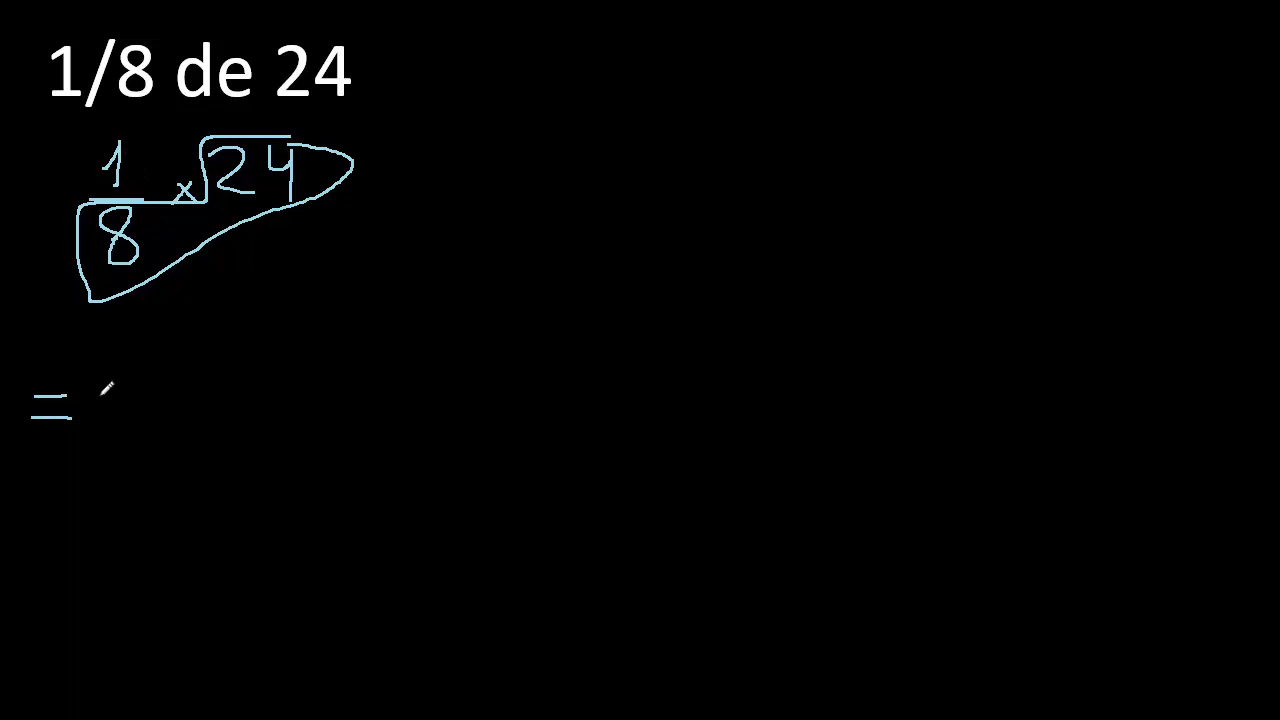 1/8 de 24
1
× 24
8
=